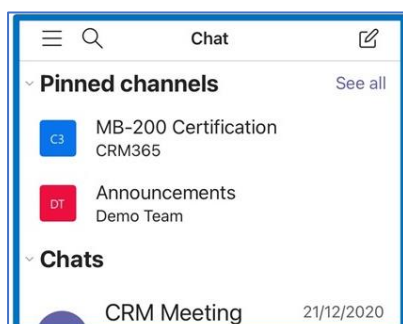 Chat
Pinned channels See all
C3 MB-200 Certification
CRM365
DT Announcements
Demo Team
Chats
CRM Meeting 21/12/2020